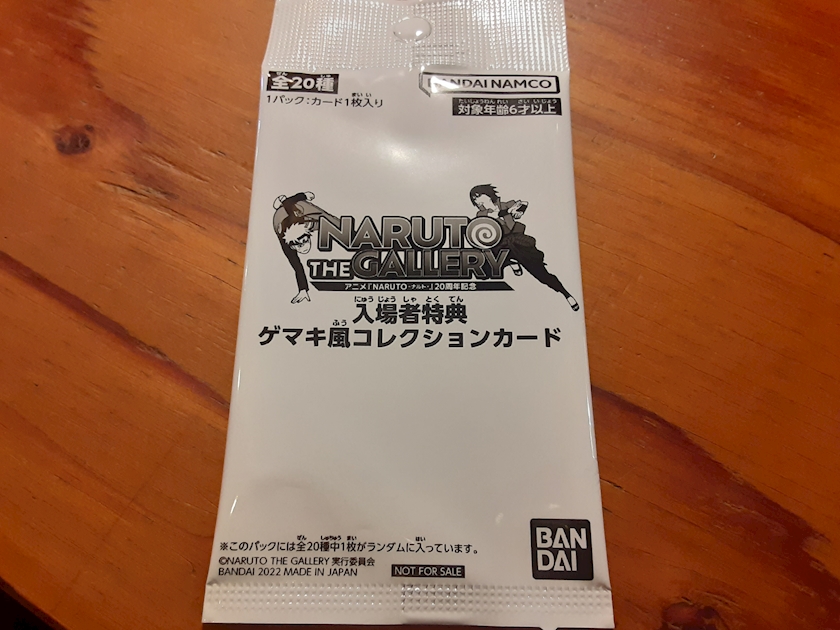 全20種
BANDAI NAMCO
1パック:カード1枚入り
対象年齢6才以上
NARUTO
THE GALLERY
アニメ『NARUTO-ナルト-』20周年記念
入場者特典
ゲマキ風コレクションカード
※このパックには全20種中1枚がランダムに入っています。
©NARUTO THE GALLERY 実行委員会
BANDAI 2022 MADE IN JAPAN
NOT FOR SALE
BAN
DAI